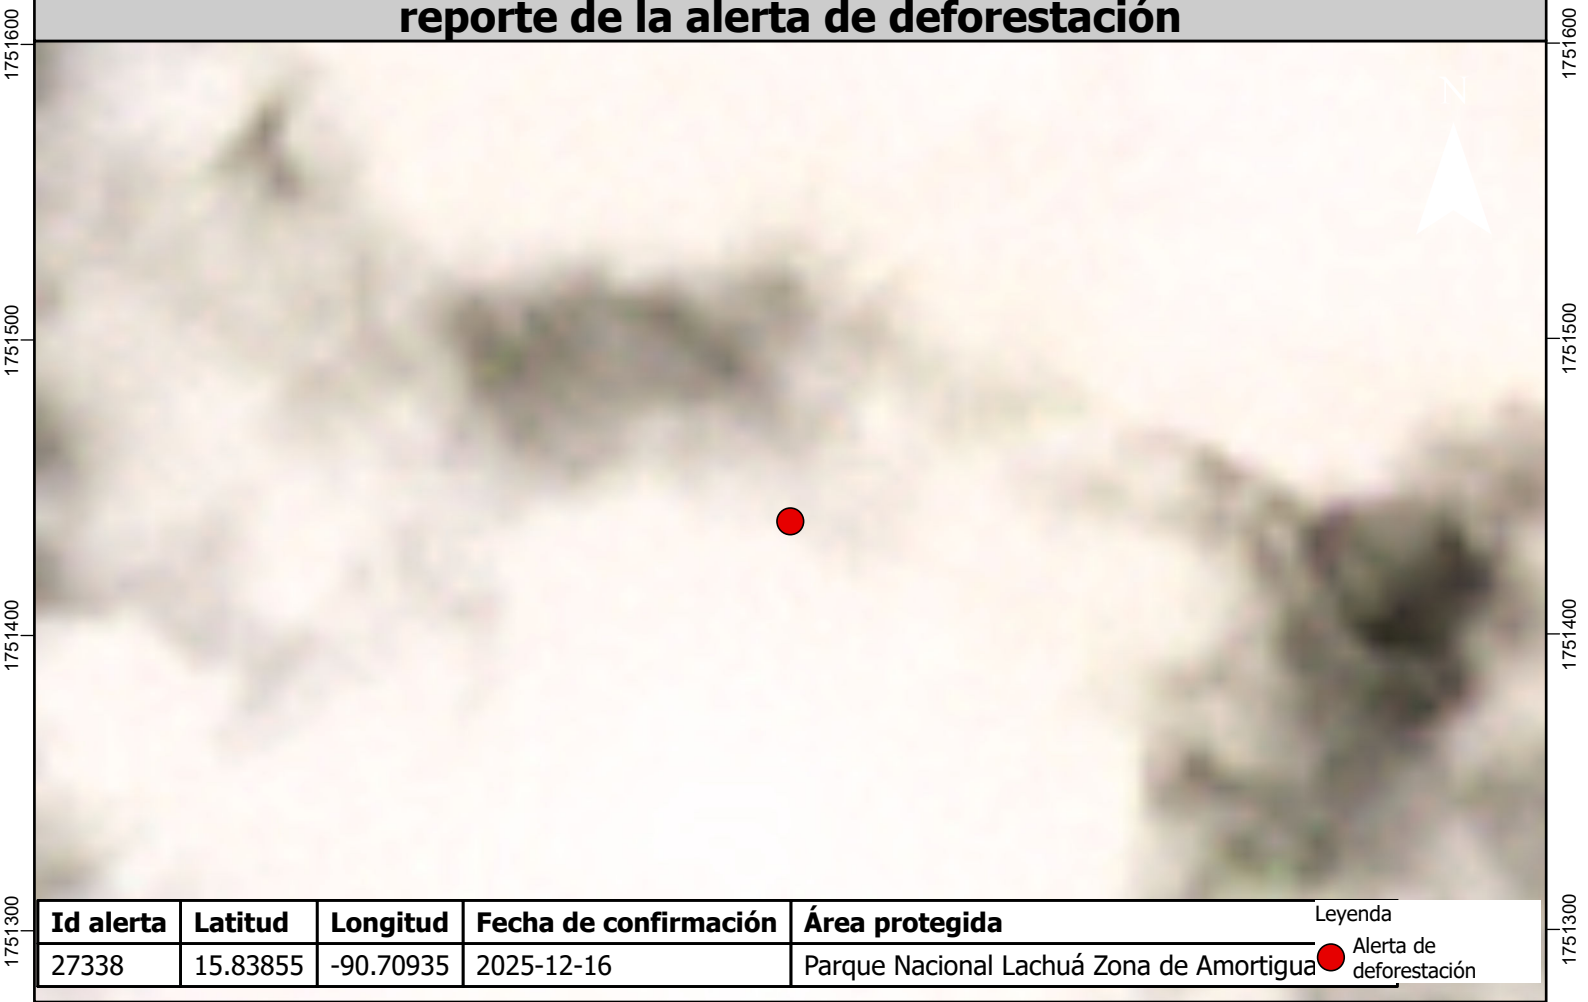 reporte de la alerta de deforestación
1751600
1751600
N
1751500
1751500
1751400
1751400
1751300
1751300
Id alerta Latitud Longitud Fecha de confirmación Área protegida
27338 15.83855 -90.70935 2025-12-16 Parque Nacional Lachuá Zona de Amortigua
Leyenda
Alerta de
deforestación